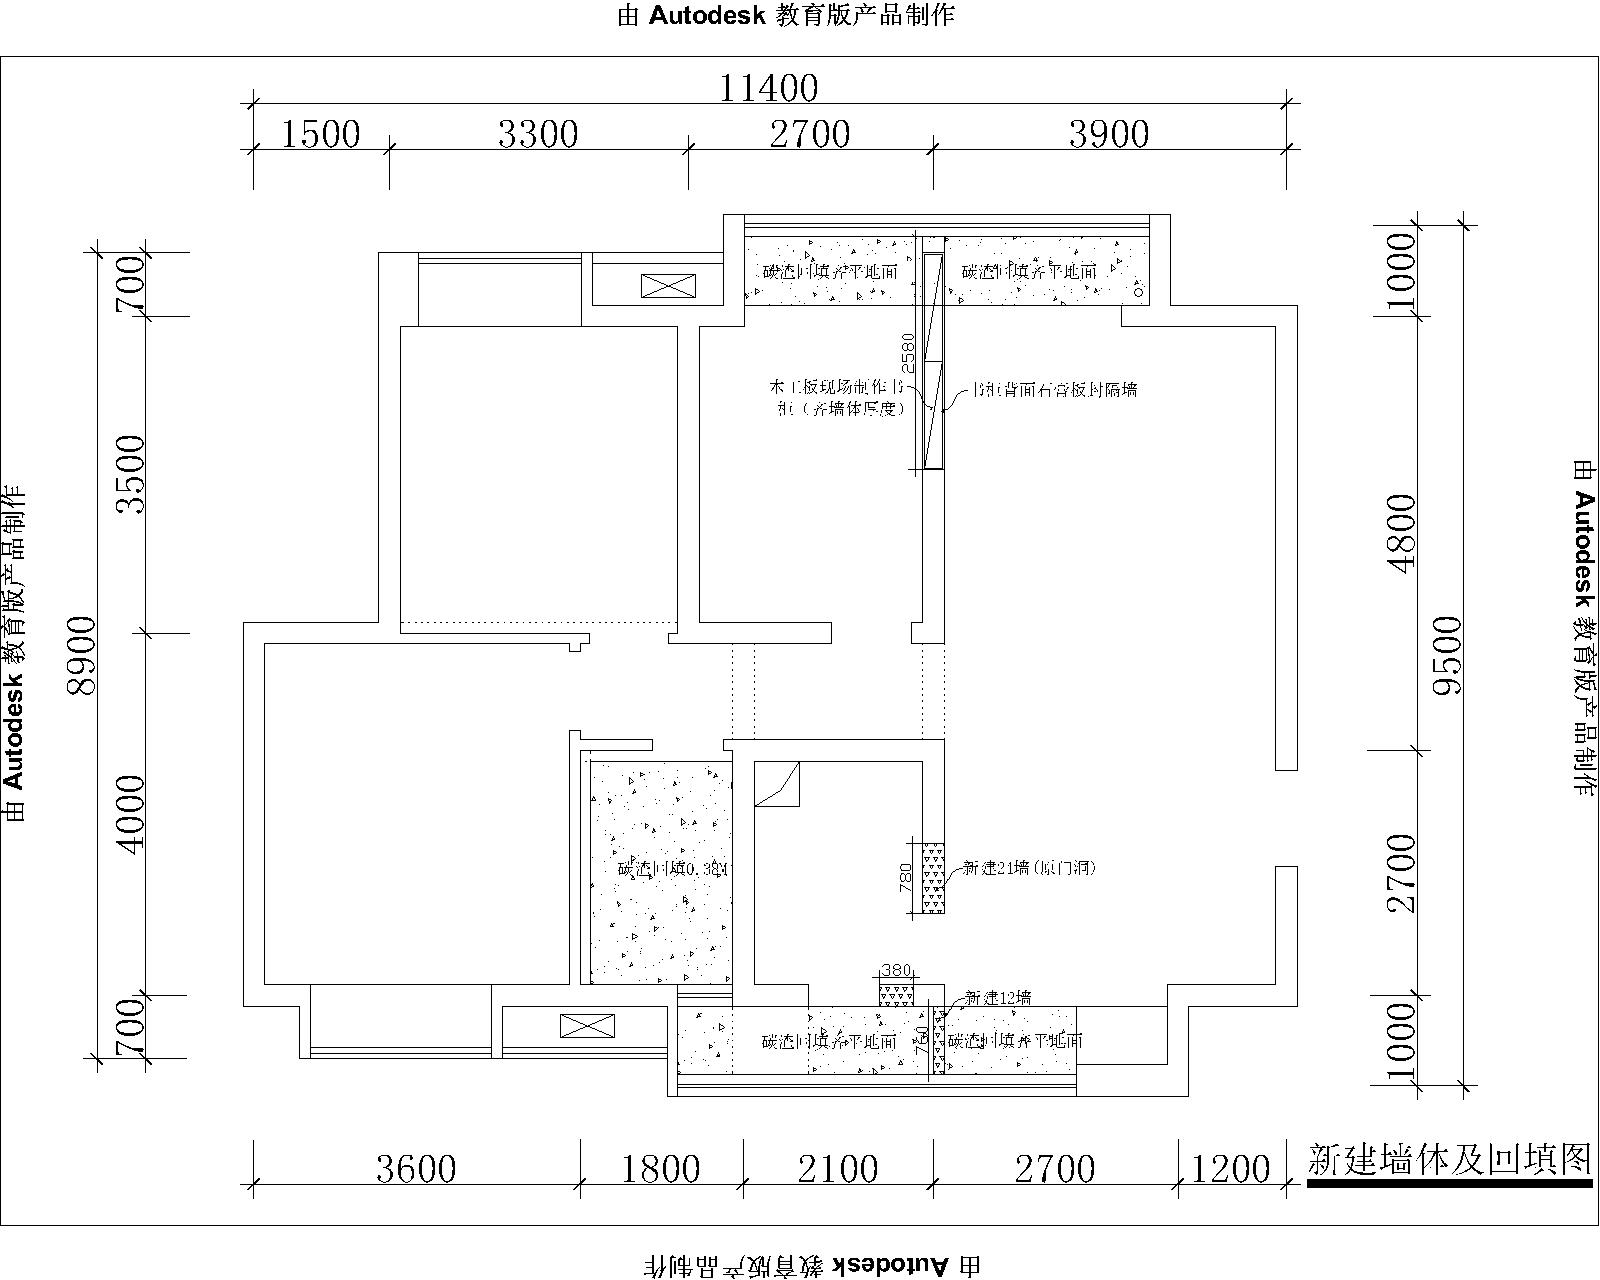 由 Autodesk 教育版产品制作
11400
1500
3300
2700
3900
700
3500
4000
700
8900
1000
4800
2700
1000
9500
碳渣回填齐平地面
碳渣回填齐平地面
2580
木工板现场制作书
柜（齐墙体厚度）
书柜背面石膏板封隔墙
碳渣回填0.384
780
新建24墙(原门洞)
380
新建12墙
760
碳渣回填齐平地面
碳渣回填齐平地面
3600
1800
2100
2700
1200
新建墙体及回填图
由 Autodesk 教育版产品制作
由 Autodesk 教育版产品制作
由 Autodesk 教育版产品制作